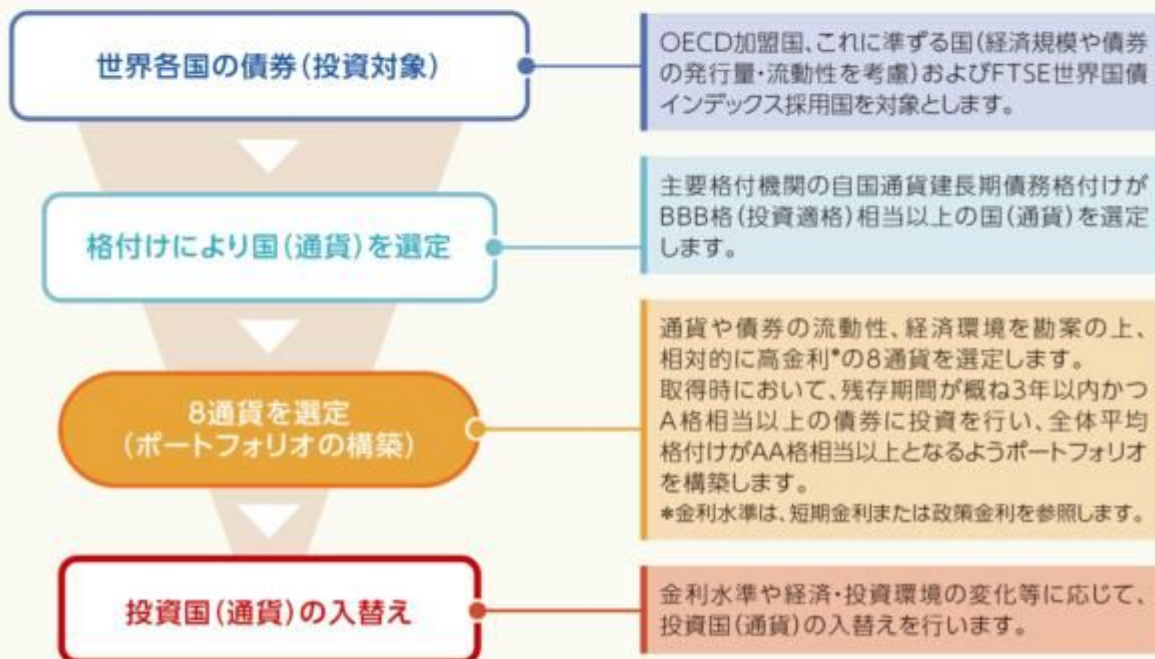 世界各国の債券(投資対象)
OECD加盟国、これに準ずる国(経済規模や債券
の発行量・流動性を考慮)およびFTSE世界国債
インデックス採用国を対象とします。
格付けにより国(通貨)を選定
主要格付機関の自国通貨建長期債務格付けが
BBB格(投資適格)相当以上の国(通貨)を選定
します。
8通貨を選定
(ポートフォリオの構築)
通貨や債券の流動性、経済環境を勘案の上、
相対的に高金利*の8通貨を選定します。
取得時において、残存期間が概ね3年以内かつ
A格相当以上の債券に投資を行い、全体平均
格付けがAA格相当以上となるようポートフォリオ
を構築します。
*金利水準は、短期金利または政策金利を参照します。
投資国(通貨)の入替え
金利水準や経済・投資環境の変化等に応じて、
投資国(通貨)の入替えを行います。